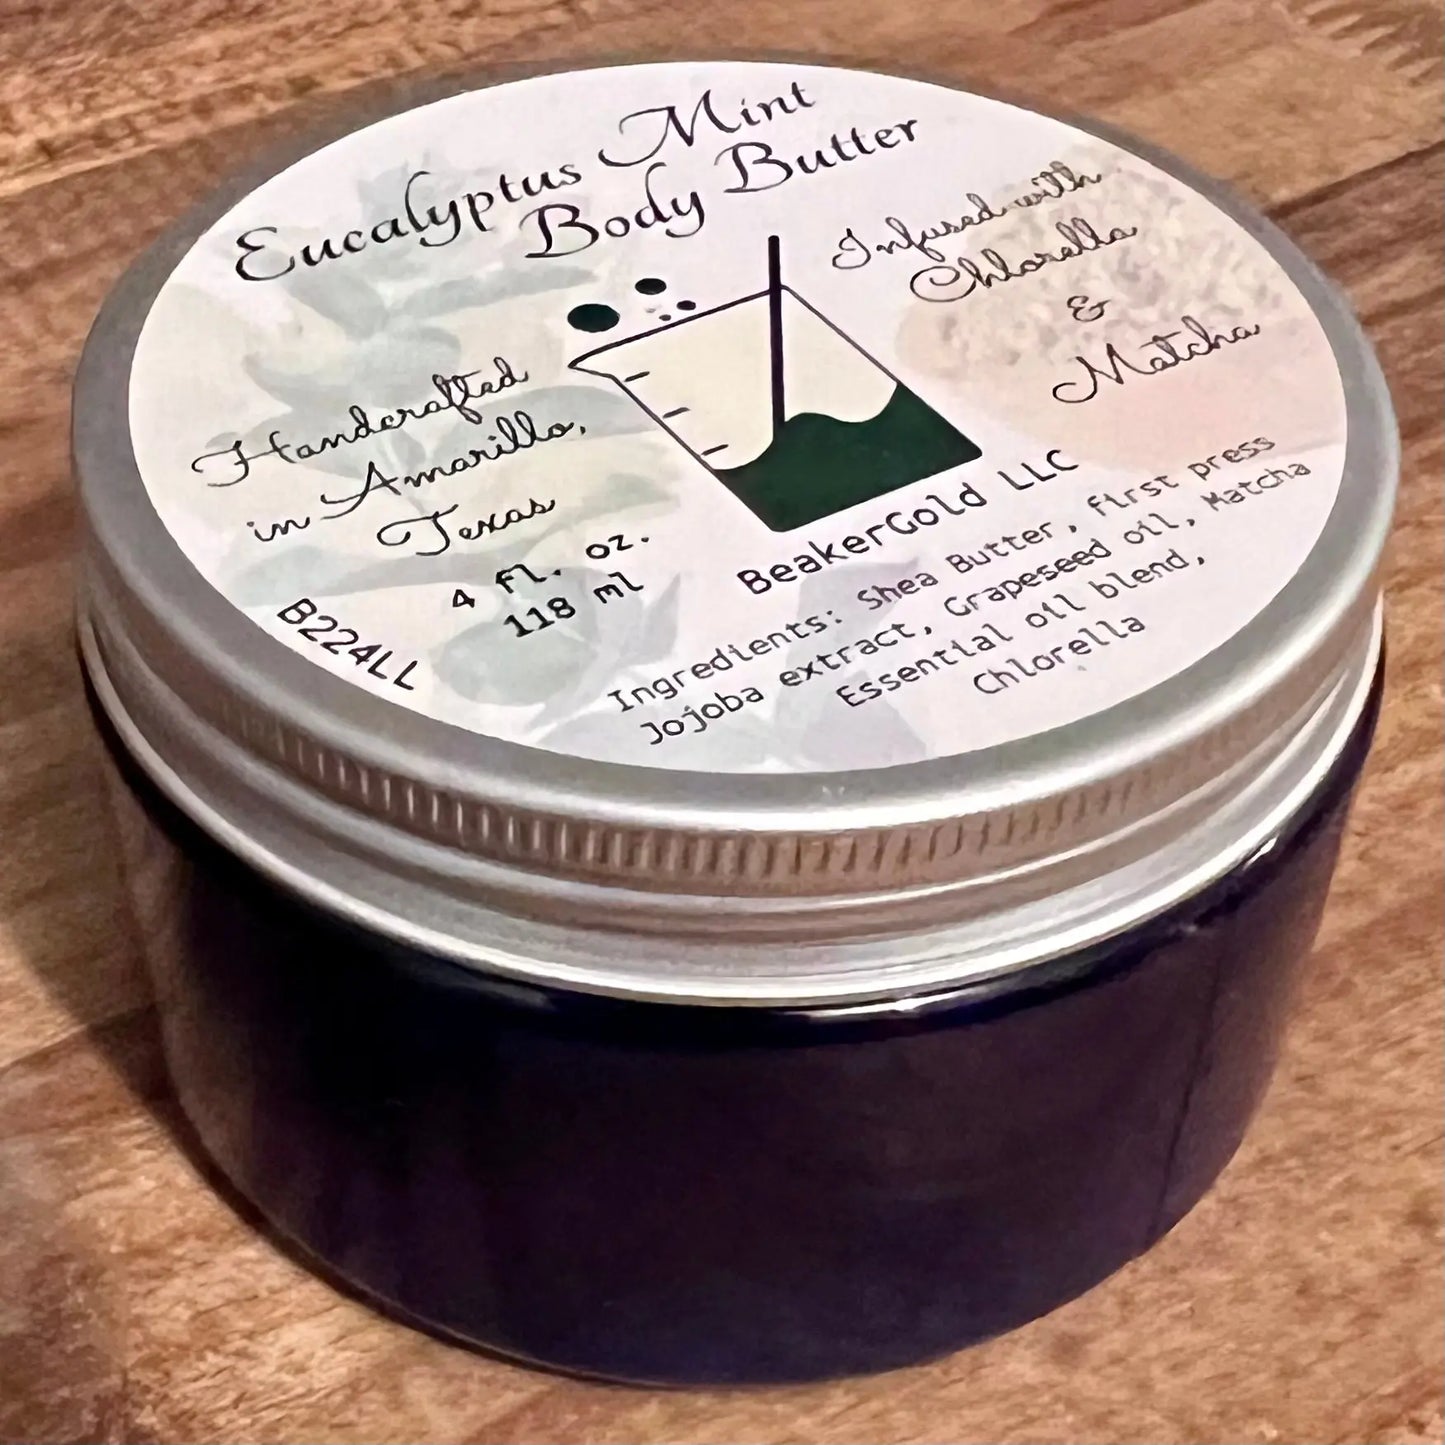 Eucalyptus Mint
Body Butter
Infused with
Chlorella
&
Matcha
Handcrafted
in Amarillo,
Texas
4 fl. oz.
118 ml
B224LL
BeakerGold LLC
Ingredients: Shea Butter, first press
Jojoba extract, Grapeseed oil, Matcha
Essential oil blend,
Chlorella